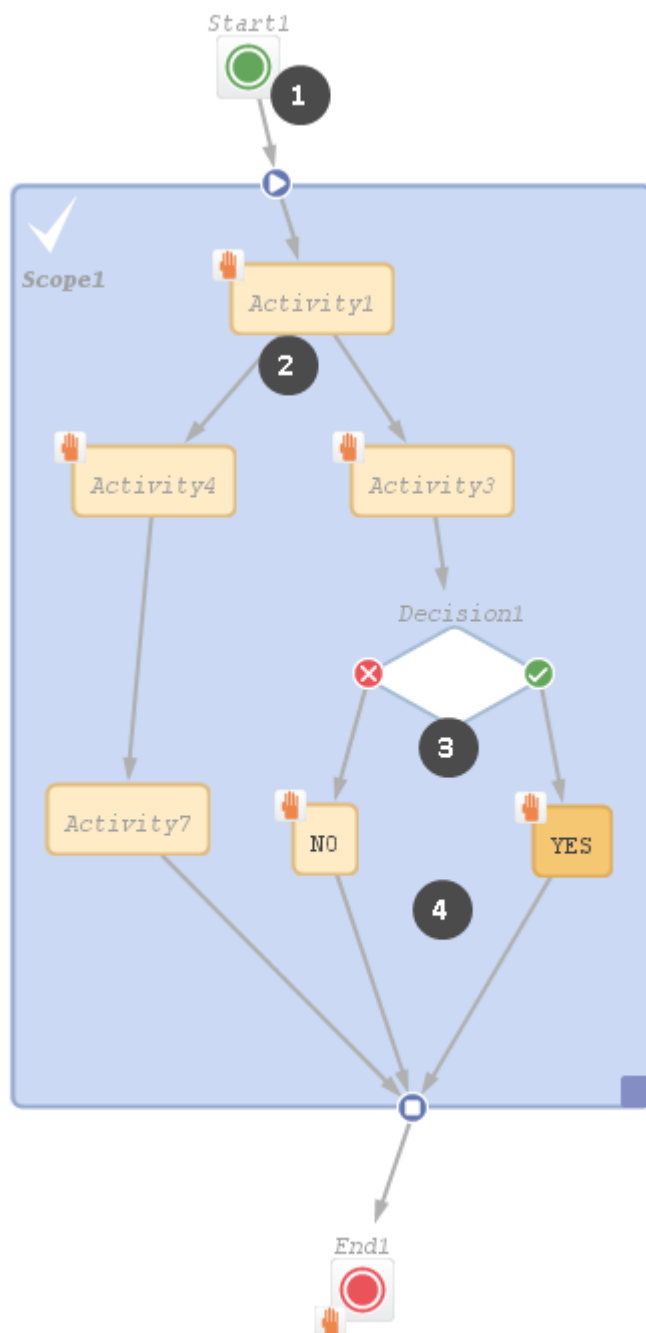 Start1
1
Scope1
Activity1
2
Activity4
Activity3
Decision1
3
Activity7
NO
YES
4
End1